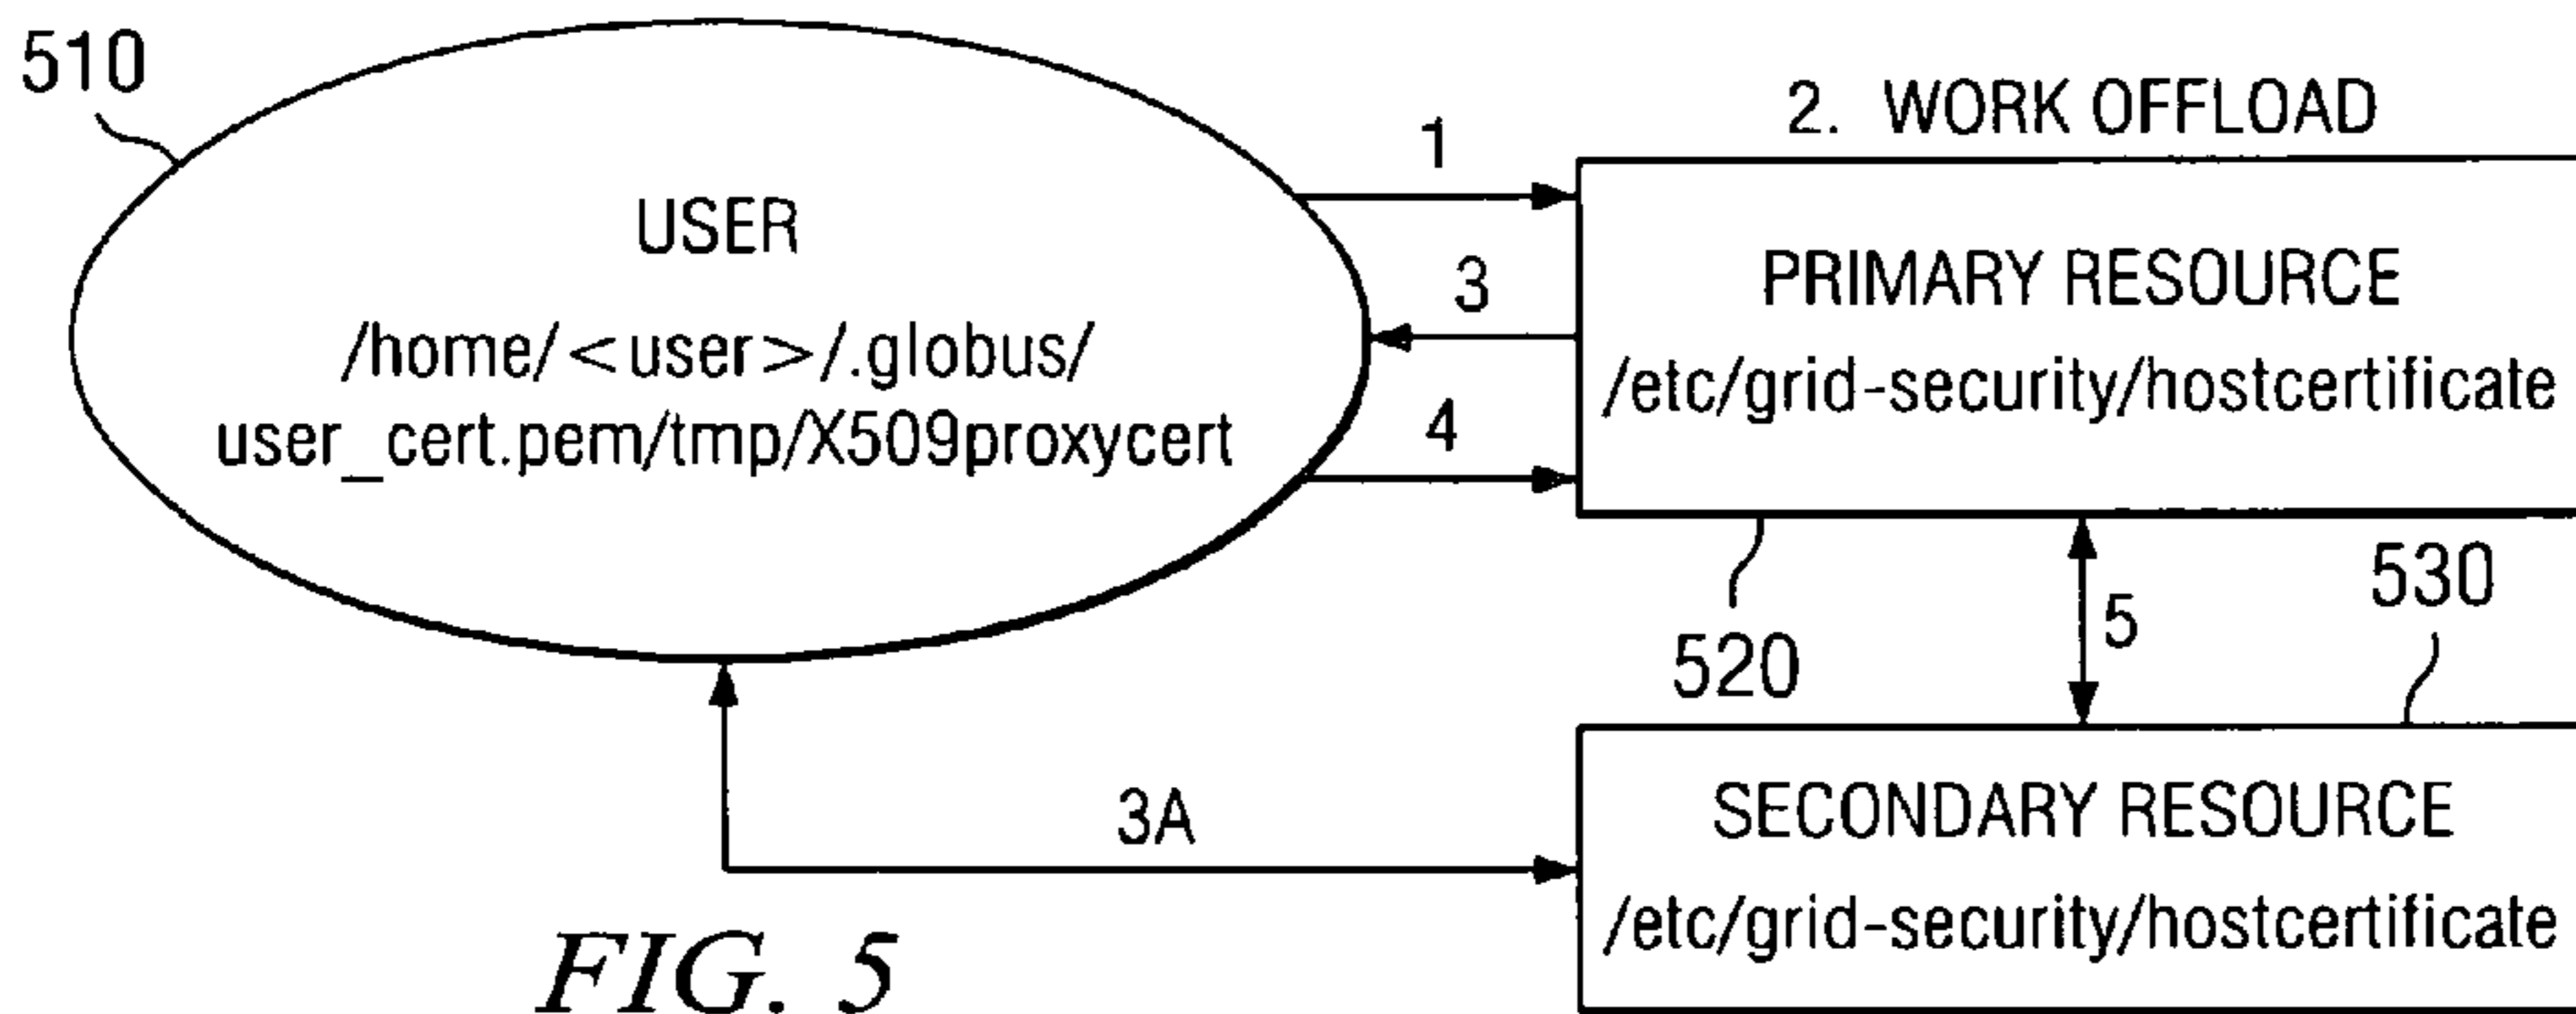 510
USER
/home/<user>/.globus/
user_cert.pem/tmp/X509proxycert
1
3
4
2. WORK OFFLOAD
PRIMARY RESOURCE
/etc/grid-security/hostcertificate
520
5
530
3A
SECONDARY RESOURCE
/etc/grid-security/hostcertificate
FIG. 5